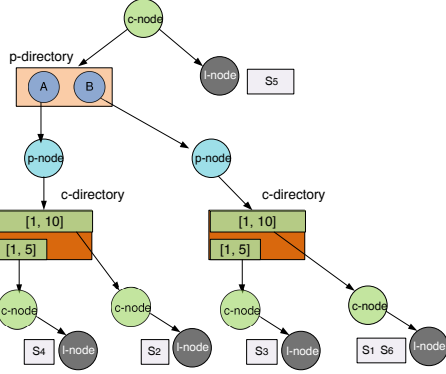 c-node
p-directory
l-node
S5
A B
p-node p-node
c-directory c-directory
[1, 10] [1, 10]
[1, 5] [1, 5]
c-node c-node c-node c-node
S4 l-node S2 l-node S3 l-node S1 S6 l-node